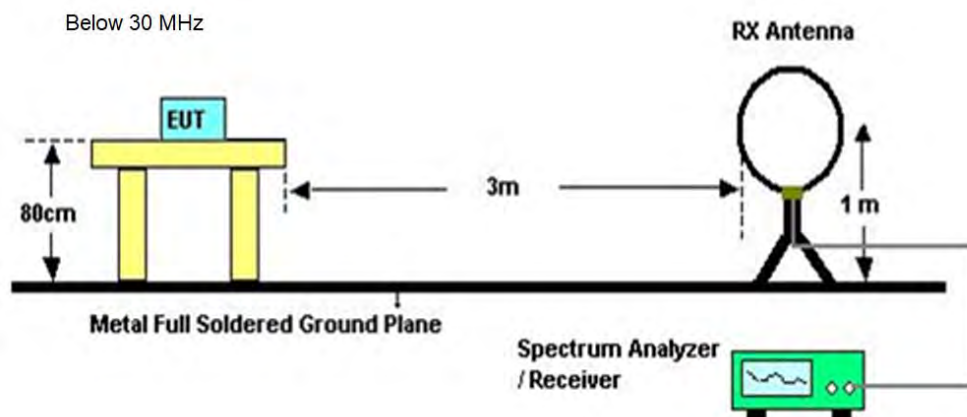 Below 30 MHz
RX Antenna
EUT
80cm
3m
1 m
Metal Full Soldered Ground Plane
Spectrum Analyzer
/ Receiver